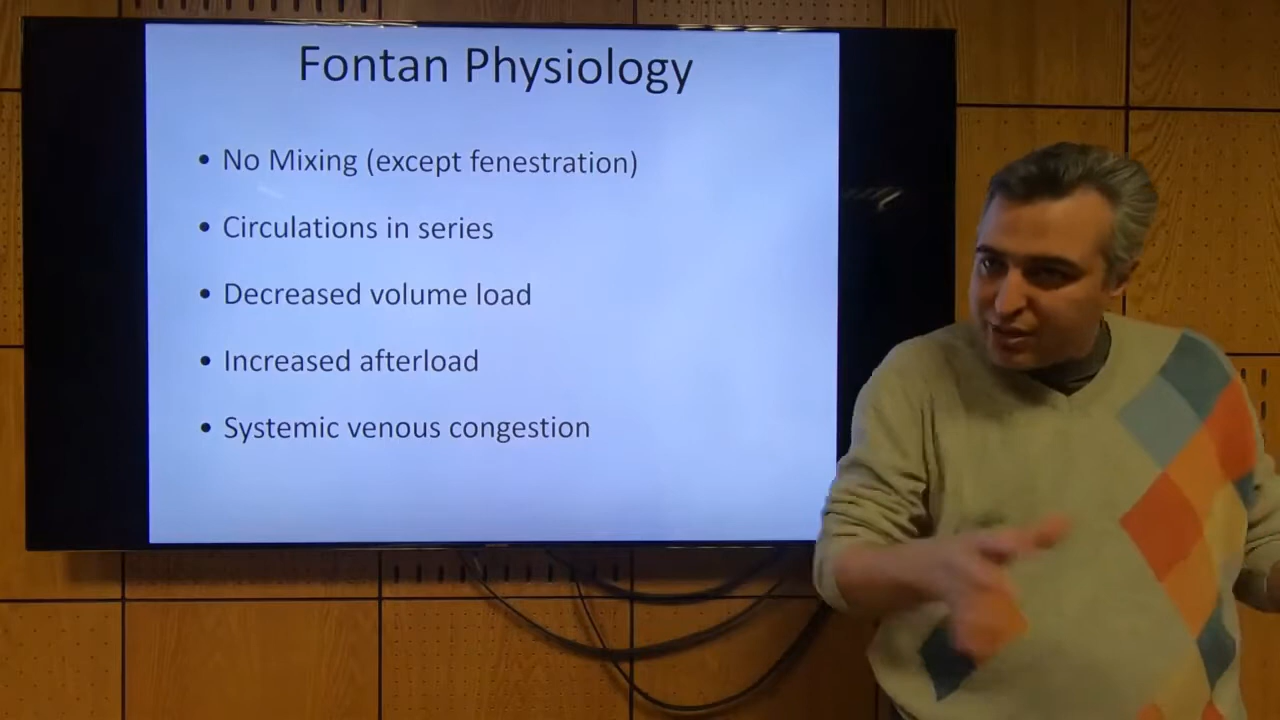 Fontan Physiology
• No Mixing (except fenestration)
• Circulations in series
• Decreased volume load
• Increased afterload
• Systemic venous congestion